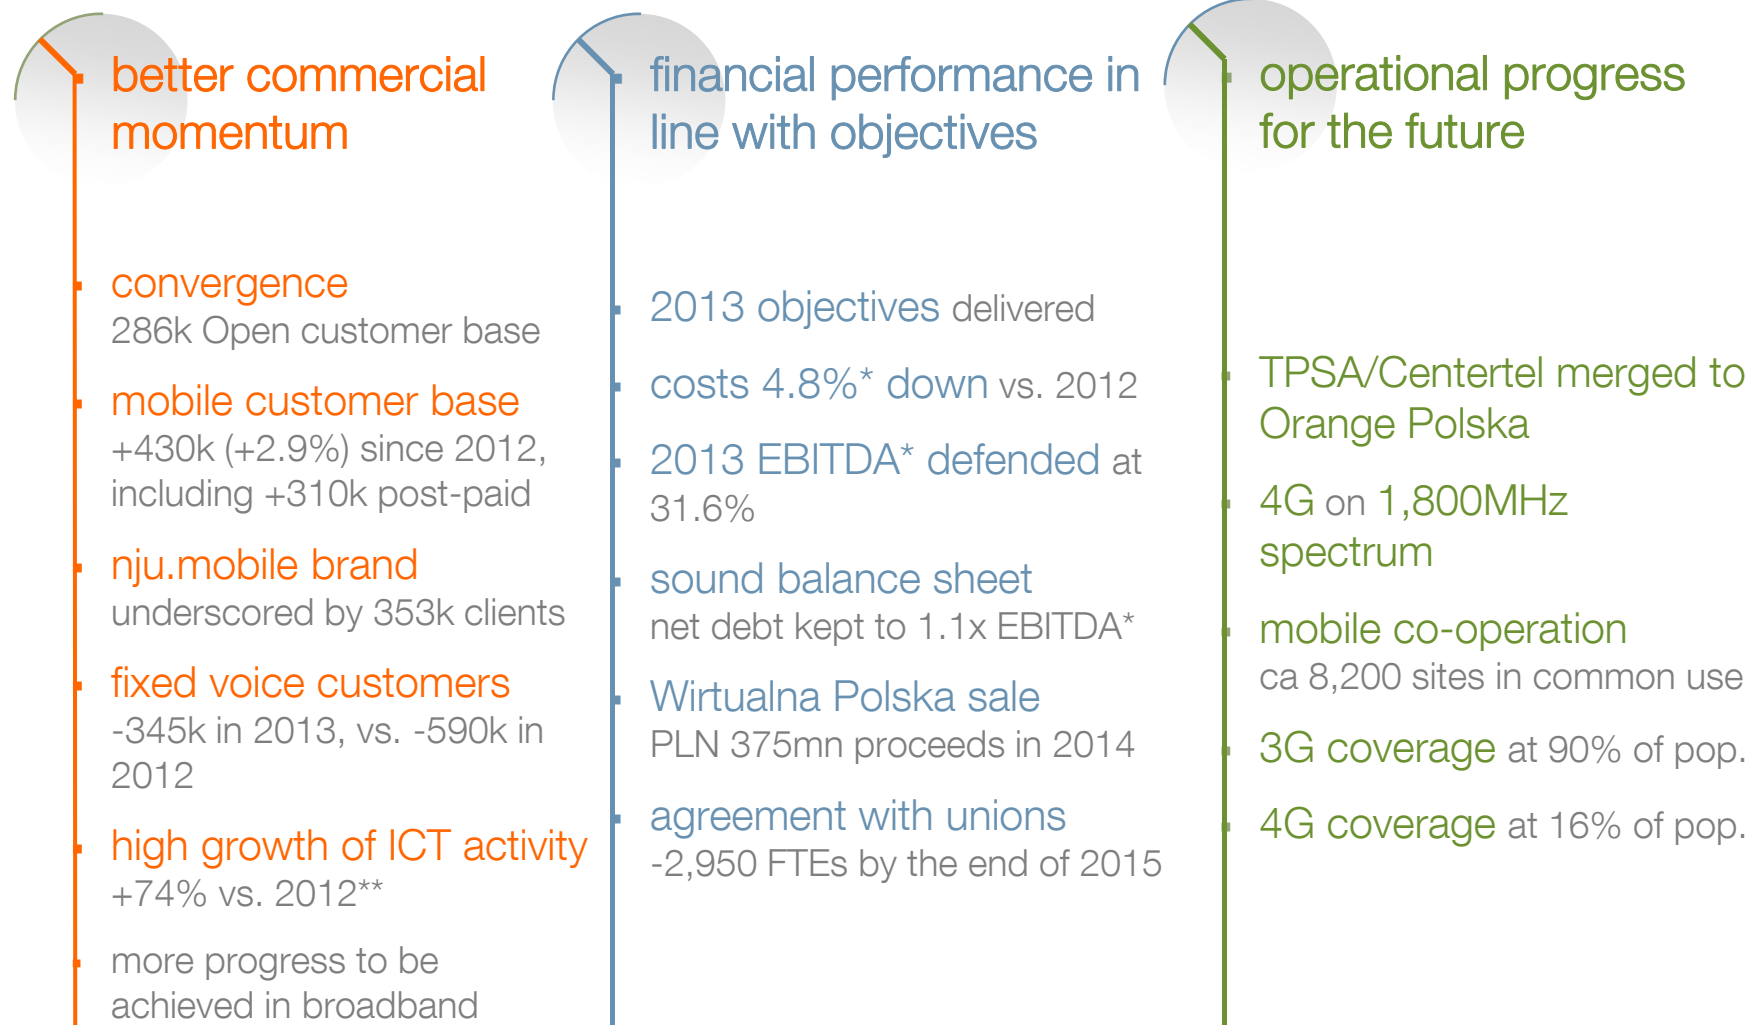 better commercial
momentum
convergence
286k Open customer base
mobile customer base
+430k (+2.9%) since 2012,
including +310k post-paid
nju.mobile brand
underscored by 353k clients
fixed voice customers
-345k in 2013, vs. -590k in
2012
high growth of ICT activity
+74% vs. 2012**
more progress to be
achieved in broadband
financial performance in
line with objectives
2013 objectives delivered
costs 4.8%* down vs. 2012
2013 EBITDA* defended at
31.6%
sound balance sheet
net debt kept to 1.1x EBITDA*
Wirtualna Polska sale
PLN 375mn proceeds in 2014
agreement with unions
-2,950 FTEs by the end of 2015
operational progress
for the future
TPSA/Centertel merged to
Orange Polska
4G on 1,800MHz
spectrum
mobile co-operation
ca 8,200 sites in common use
3G coverage at 90% of pop.
4G coverage at 16% of pop.